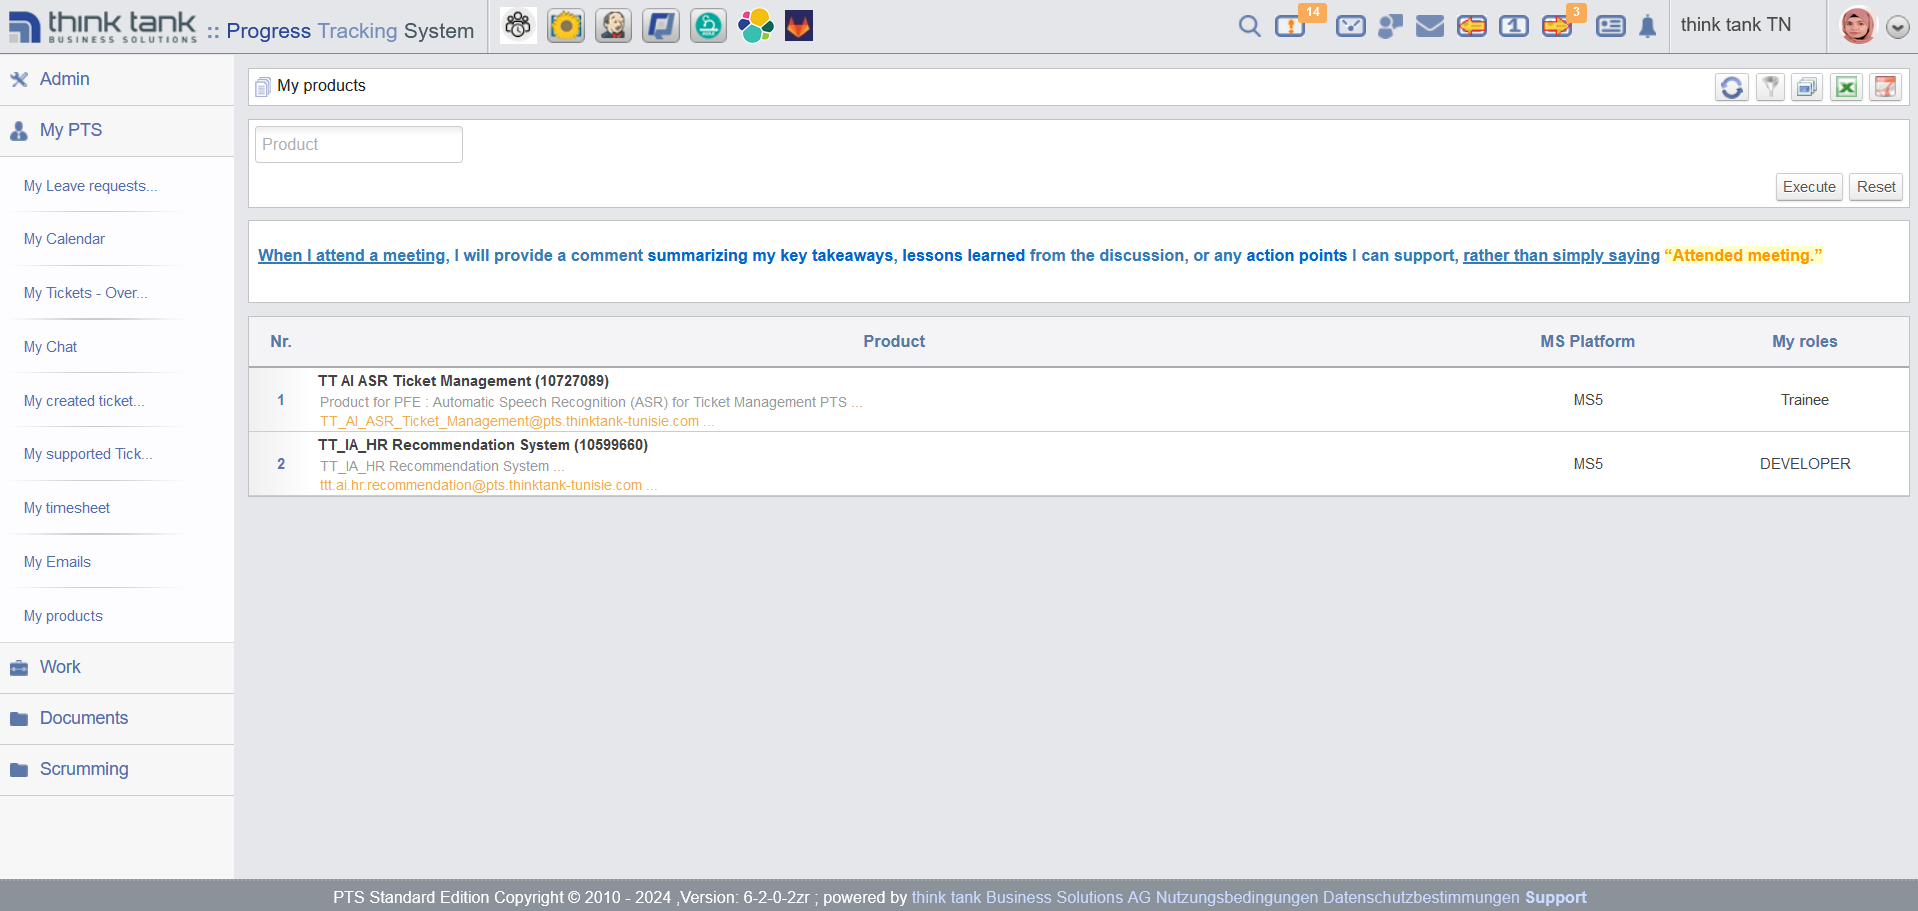 think tank
BUSINESS SOLUTIONS
:: Progress Tracking System
14
1
3
think tank TN
Admin
My PTS
My Leave requests...
My Calendar
My Tickets - Over...
My Chat
My created ticket...
My supported Tick...
My timesheet
My Emails
My products
Work
Documents
Scrumming
My products
Product
Execute
Reset
When I attend a meeting, I will provide a comment summarizing my key takeaways, lessons learned from the discussion, or any action points I can support, rather than simply saying “Attended meeting.”
Nr. Product MS Platform My roles
TT AI ASR Ticket Management (10727089)
1 Product for PFE : Automatic Speech Recognition (ASR) for Ticket Management PTS ... MS5 Trainee
TT_AI_ASR_Ticket_Management@pts.thinktank-tunisie.com ...
TT_IA_HR Recommendation System (10599660)
2 TT_IA_HR Recommendation System ... MS5 DEVELOPER
ttt.ai.hr.recommendation@pts.thinktank-tunisie.com ...
PTS Standard Edition Copyright © 2010 - 2024 ,Version: 6-2-0-2zr ; powered by think tank Business Solutions AG Nutzungsbedingungen Datenschutzbestimmungen Support